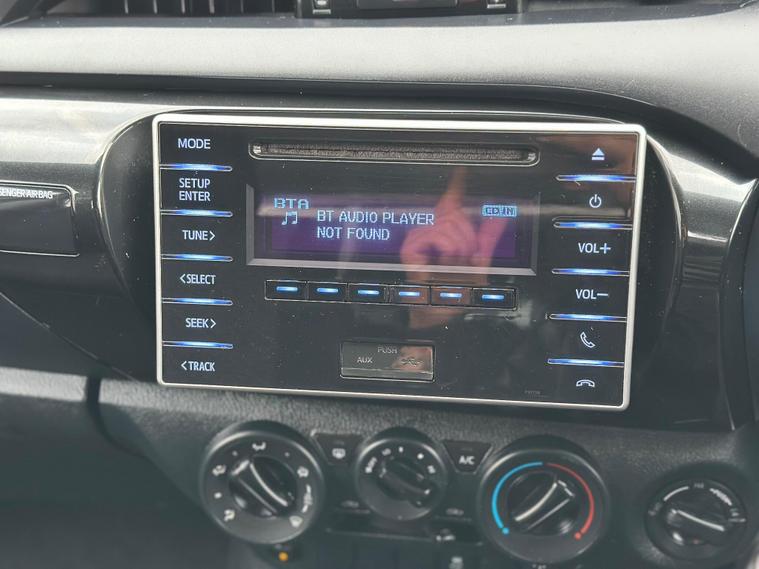 SENGER AIR BAG
MODE
SETUP
ENTER
TUNE>
<SELECT
SEEK>
<TRACK
BTA
CD IN
BT AUDIO PLAYER
NOT FOUND
VOL+
VOL−
PUSH
AUX
A/C